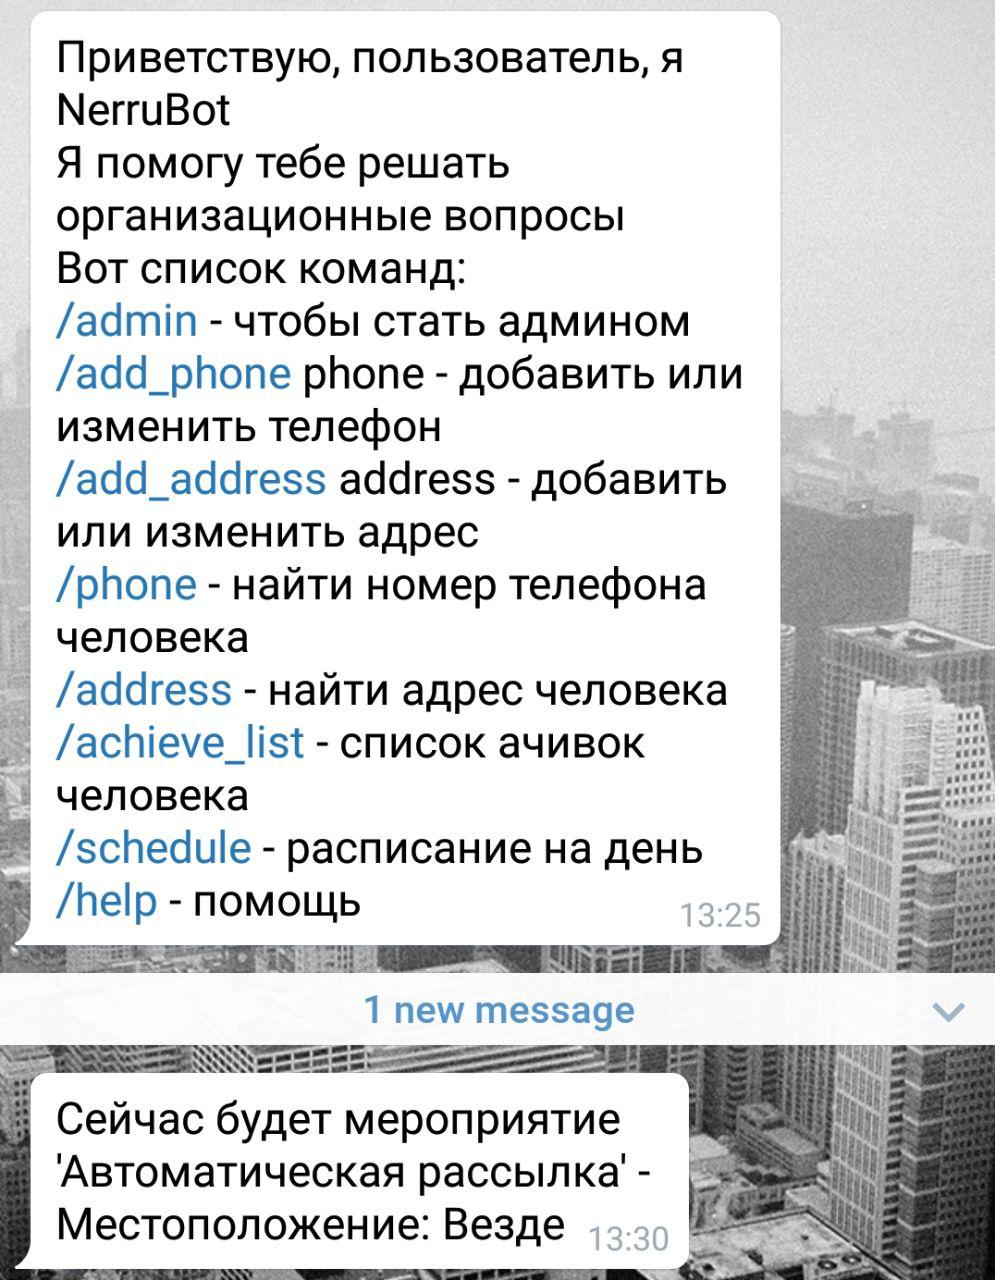 Приветствую, пользователь, я
NerruBot
Я помогу тебе решать
организационные вопросы
Вот список команд:
/admin - чтобы стать админом
/add_phone phone - добавить или
изменить телефон
/add_address address - добавить
или изменить адрес
/phone - найти номер телефона
человека
/address - найти адрес человека
/achieve_list - список ачивок
человека
/schedule - расписание на день
/help - помощь
13:25
1 new message
Сейчас будет мероприятие
'Автоматическая рассылка' -
Местоположение: Везде
13:30